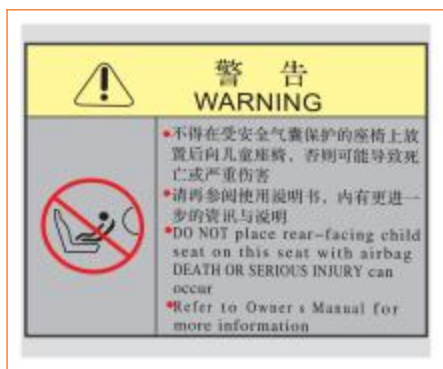 警 告
WARNING
•不得在受安全气囊保护的座椅上放
置后向儿童座椅，否则可能导致死
亡或严重伤害
•请再参阅使用说明书，内有更进一
步的资讯与说明
•DO NOT place rear-facing child
seat on this seat with airbag
DEATH OR SERIOUS INJURY can
occur
•Refer to Owner s Manual for
more information